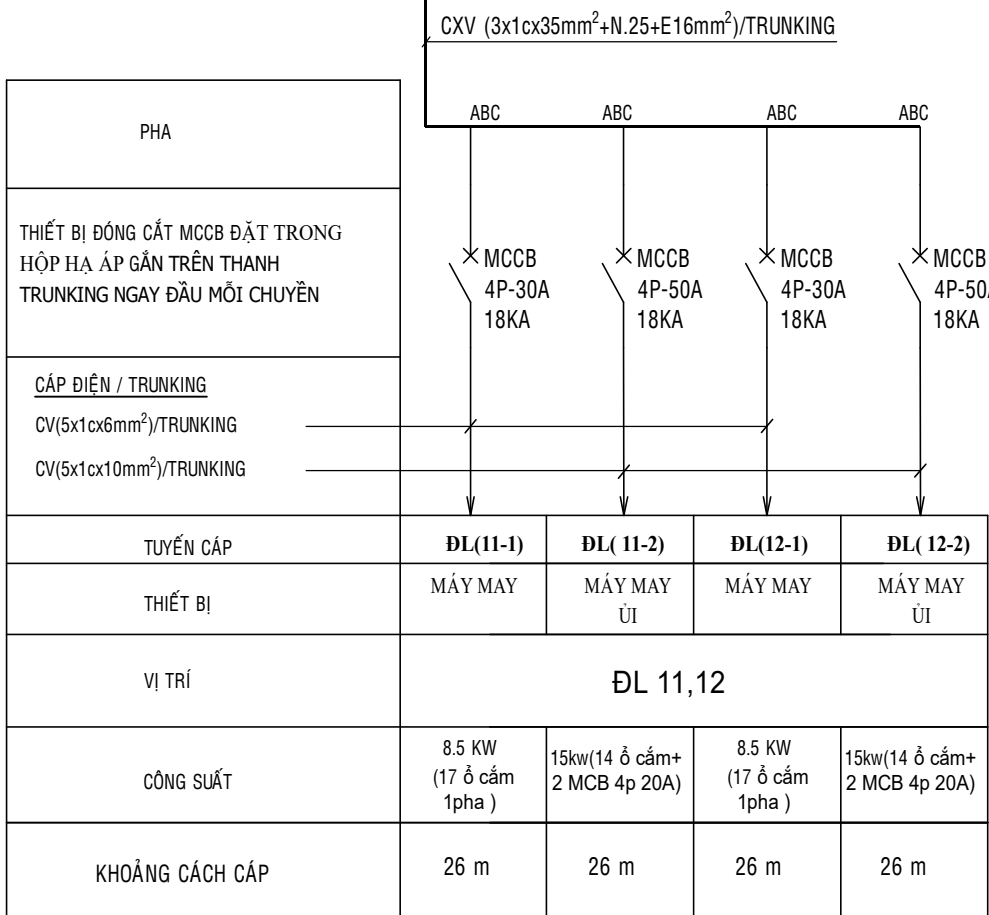 CXV (3x1cx35mm²+N.25+E16mm²)/TRUNKING
PHA
ABC
ABC
ABC
ABC
THIẾT BỊ ĐÓNG CẮT MCCB ĐẶT TRONG
HỘP HẠ ÁP GẮN TRÊN THANH
TRUNKING NGAY ĐẦU MỖI CHUYỀN
MCCB
4P-30A
18KA
MCCB
4P-50A
18KA
MCCB
4P-30A
18KA
MCCB
4P-50A
18KA
CÁP ĐIỆN / TRUNKING
CV(5x1cx6mm²)/TRUNKING
CV(5x1cx10mm²)/TRUNKING
TUYẾN CÁP
ĐL(11-1)
ĐL( 11-2)
ĐL(12-1)
ĐL( 12-2)
THIẾT BỊ
MÁY MAY
MÁY MAY
ỦI
MÁY MAY
MÁY MAY
ỦI
VỊ TRÍ
ĐL 11,12
CÔNG SUẤT
8.5 KW
(17 ổ cắm
1pha )
15kw(14 ổ cắm+
2 MCB 4p 20A)
8.5 KW
(17 ổ cắm
1pha )
15kw(14 ổ cắm+
2 MCB 4p 20A)
KHOẢNG CÁCH CÁP
26 m
26 m
26 m
26 m